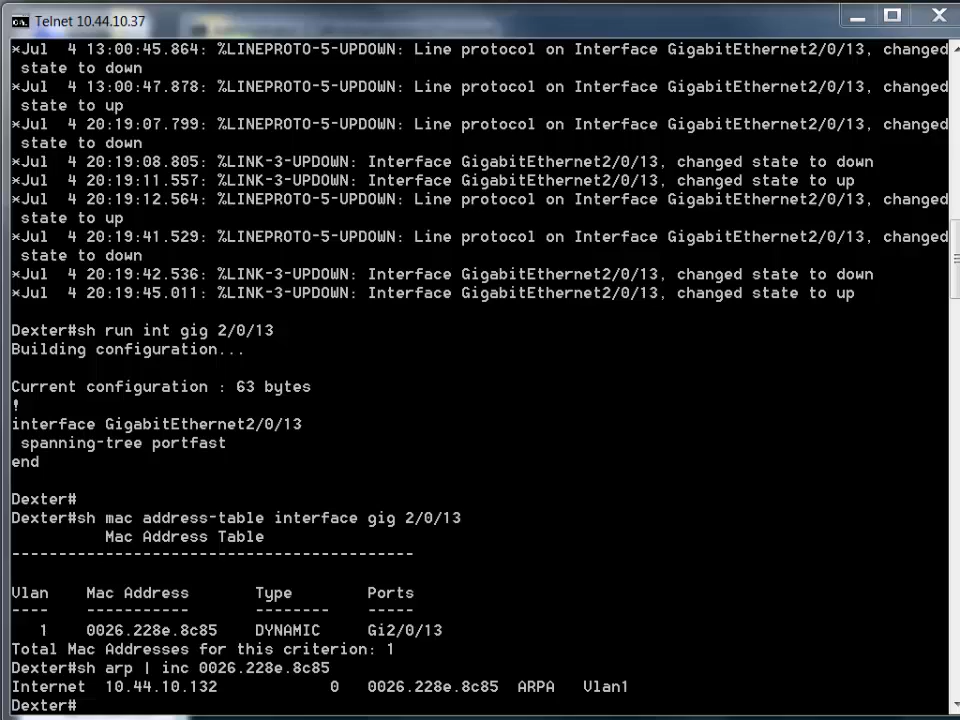 Telnet 10.44.10.37
*Jul  4 13:00:45.864: %LINEPROTO-5-UPDOWN: Line protocol on Interface GigabitEthernet2/0/13, changed
 state to down
*Jul  4 13:00:47.878: %LINEPROTO-5-UPDOWN: Line protocol on Interface GigabitEthernet2/0/13, changed
 state to up
*Jul  4 20:19:07.799: %LINEPROTO-5-UPDOWN: Line protocol on Interface GigabitEthernet2/0/13, changed
 state to down
*Jul  4 20:19:08.805: %LINK-3-UPDOWN: Interface GigabitEthernet2/0/13, changed state to down
*Jul  4 20:19:11.557: %LINK-3-UPDOWN: Interface GigabitEthernet2/0/13, changed state to up
*Jul  4 20:19:12.564: %LINEPROTO-5-UPDOWN: Line protocol on Interface GigabitEthernet2/0/13, changed
 state to up
*Jul  4 20:19:41.529: %LINEPROTO-5-UPDOWN: Line protocol on Interface GigabitEthernet2/0/13, changed
 state to down
*Jul  4 20:19:42.536: %LINK-3-UPDOWN: Interface GigabitEthernet2/0/13, changed state to down
*Jul  4 20:19:45.011: %LINK-3-UPDOWN: Interface GigabitEthernet2/0/13, changed state to up
Dexter#sh run int gig 2/0/13
Building configuration...
Current configuration : 63 bytes
!
interface GigabitEthernet2/0/13
 spanning-tree portfast
end
Dexter#
Dexter#sh mac address-table interface gig 2/0/13
          Mac Address Table
-------------------------------------------
Vlan    Mac Address       Type        Ports
----    -----------       --------    -----
   1    0026.228e.8c85    DYNAMIC     Gi2/0/13
Total Mac Addresses for this criterion: 1
Dexter#sh arp | inc 0026.228e.8c85
Internet  10.44.10.132            0   0026.228e.8c85  ARPA   Vlan1
Dexter#